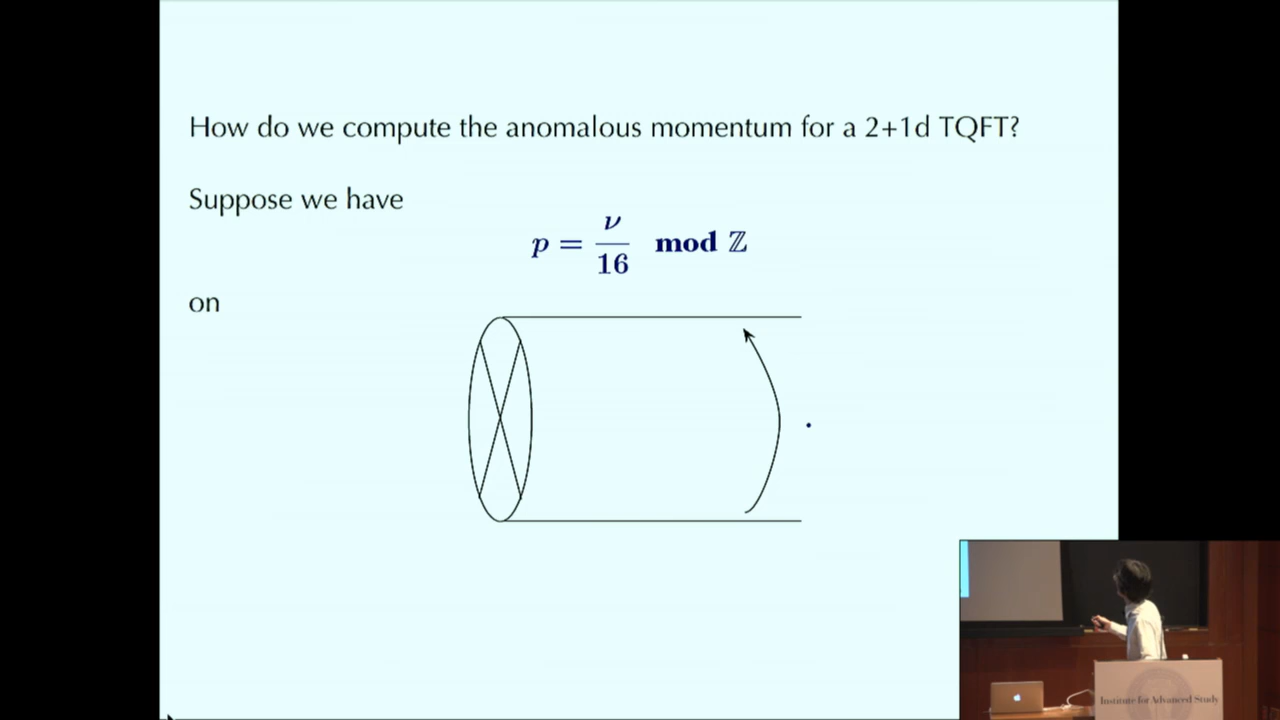 How do we compute the anomalous momentum for a 2+1d TQFT?
Suppose we have
p = ν/16 mod ℤ
on
.
Institute for Advanced Study